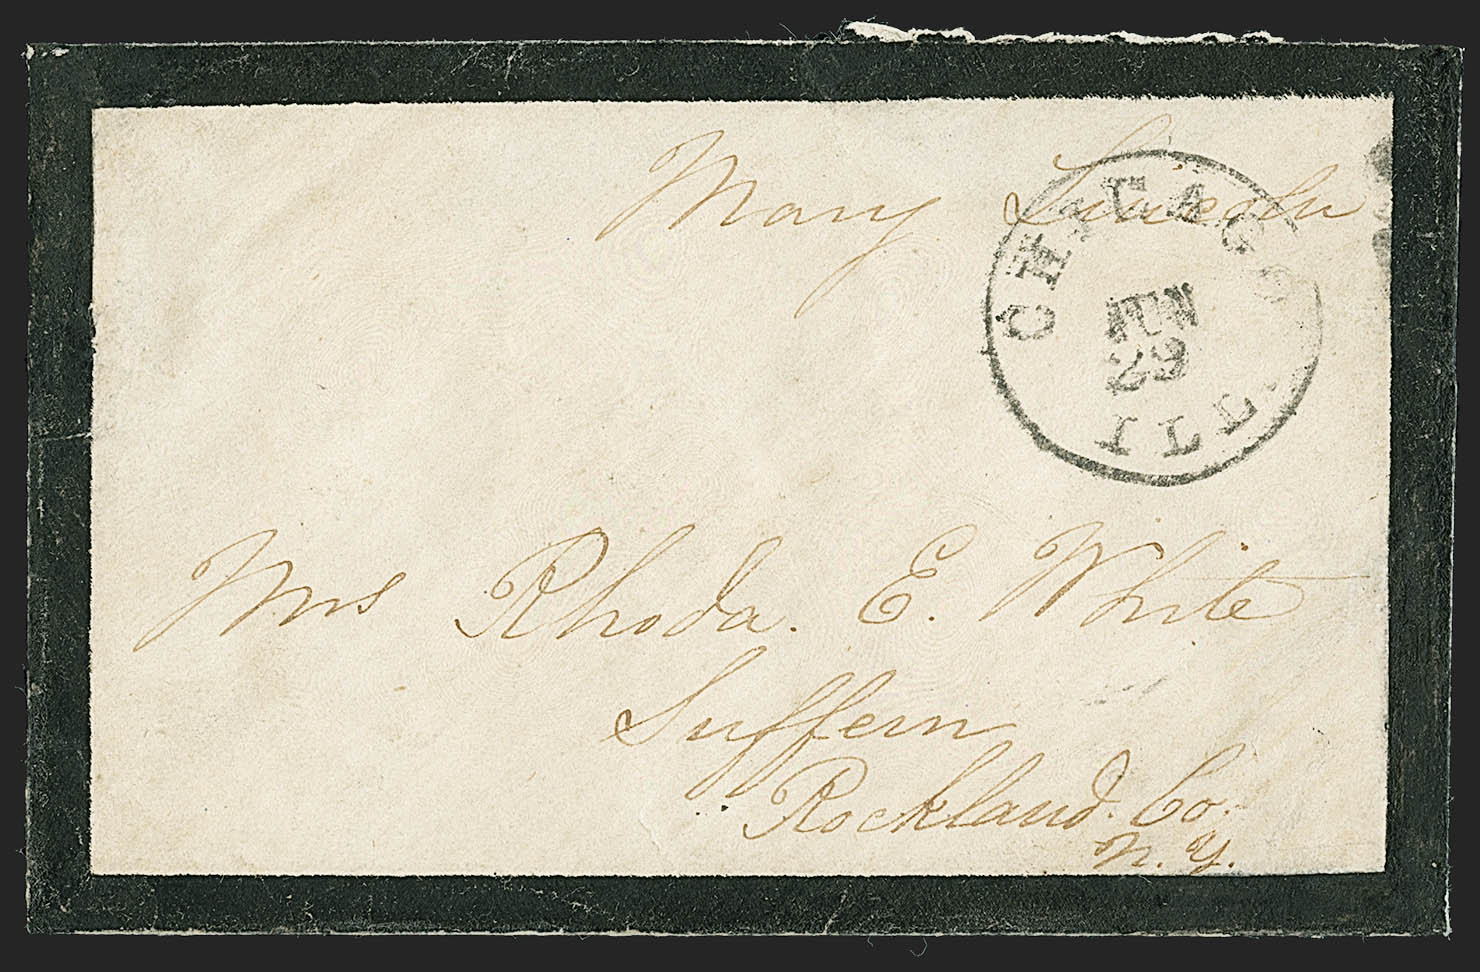 Mary Lincoln
CHICAGO
JUN
29
ILL.
Mrs Rhoda. E. White
Suffern
Rockland. Co.
N. Y.